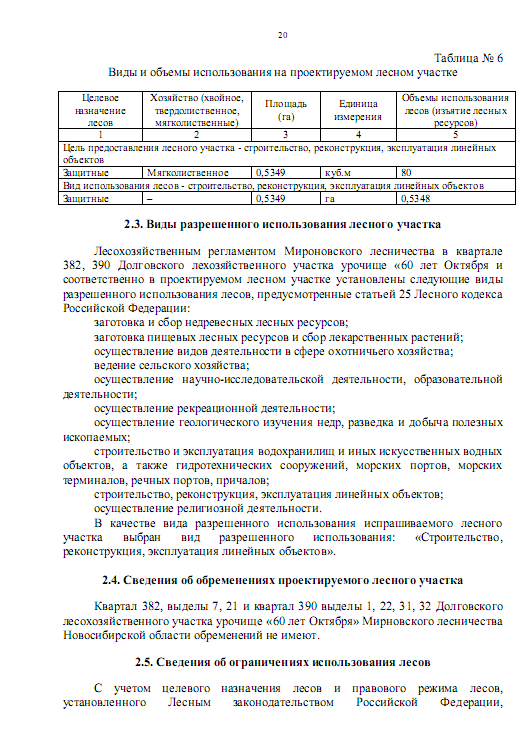 20
Таблица № 6
Виды и объемы использования на проектируемом лесном участке
Целевое назначение лесов | Хозяйство (хвойное, твердолиственное, мягколиственные) | Площадь (га) | Единица измерения | Объемы использования лесов (изъятие лесных ресурсов)
1 | 2 | 3 | 4 | 5
Цель предоставления лесного участка - строительство, реконструкция, эксплуатация линейных
объектов
Защитные | Мягколиственное | 0,5349 | куб.м | 80
Вид использования лесов - строительство, реконструкция, эксплуатация линейных объектов
Защитные | – | 0,5349 | га | 0,5348
2.3. Виды разрешенного использования лесного участка
Лесохозяйственным регламентом Мироновского лесничества в квартале
382, 390 Долговского лехозяйственного участка урочище «60 лет Октября и
соответственно в проектируемом лесном участке установлены следующие виды
разрешенного использования лесов, предусмотренные статьей 25 Лесного кодекса
Российской Федерации:
заготовка и сбор недревесных лесных ресурсов;
заготовка пищевых лесных ресурсов и сбор лекарственных растений;
осуществление видов деятельности в сфере охотничьего хозяйства;
ведение сельского хозяйства;
осуществление научно-исследовательской деятельности, образовательной
деятельности;
осуществление рекреационной деятельности;
осуществление геологического изучения недр, разведка и добыча полезных
ископаемых;
строительство и эксплуатация водохранилищ и иных искусственных водных
объектов, а также гидротехнических сооружений, морских портов, морских
терминалов, речных портов, причалов;
строительство, реконструкция, эксплуатация линейных объектов;
осуществление религиозной деятельности.
В качестве вида разрешенного использования испрашиваемого лесного
участка выбран вид разрешенного использования: «Строительство,
реконструкция, эксплуатация линейных объектов».
2.4. Сведения об обременениях проектируемого лесного участка
Квартал 382, выделы 7, 21 и квартал 390 выделы 1, 22, 31, 32 Долговского
лесохозяйственного участка урочище «60 лет Октября» Мирновского лесничества
Новосибирской области обременений не имеют.
2.5. Сведения об ограничениях использования лесов
С учетом целевого назначения лесов и правового режима лесов,
установленного Лесным законодательством Российской Федерации,